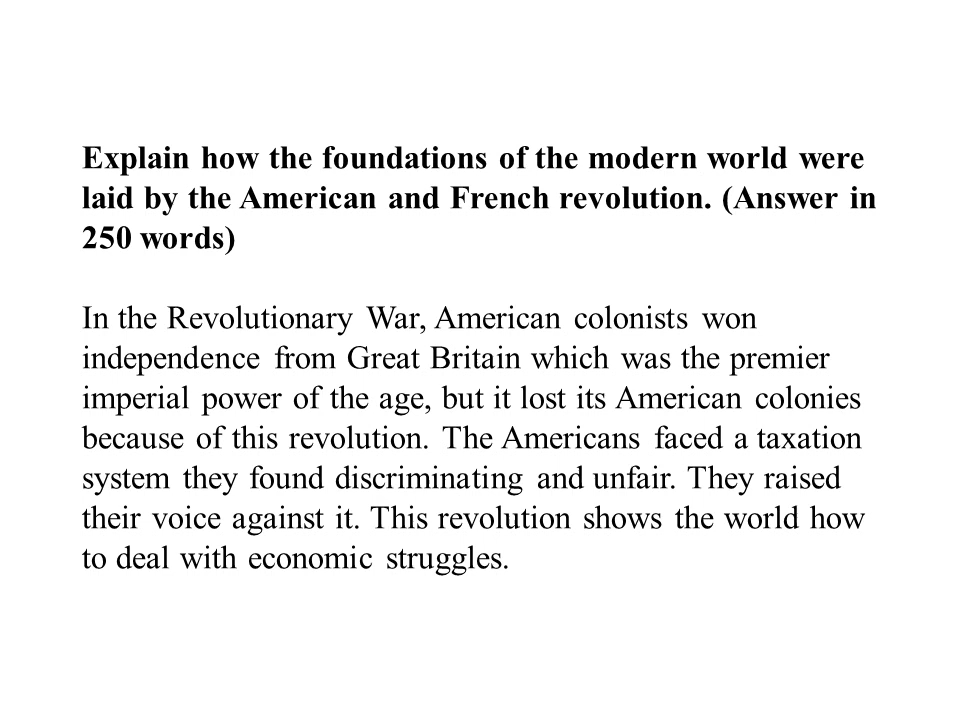 Explain how the foundations of the modern world were
laid by the American and French revolution. (Answer in
250 words)
In the Revolutionary War, American colonists won
independence from Great Britain which was the premier
imperial power of the age, but it lost its American colonies
because of this revolution. The Americans faced a taxation
system they found discriminating and unfair. They raised
their voice against it. This revolution shows the world how
to deal with economic struggles.